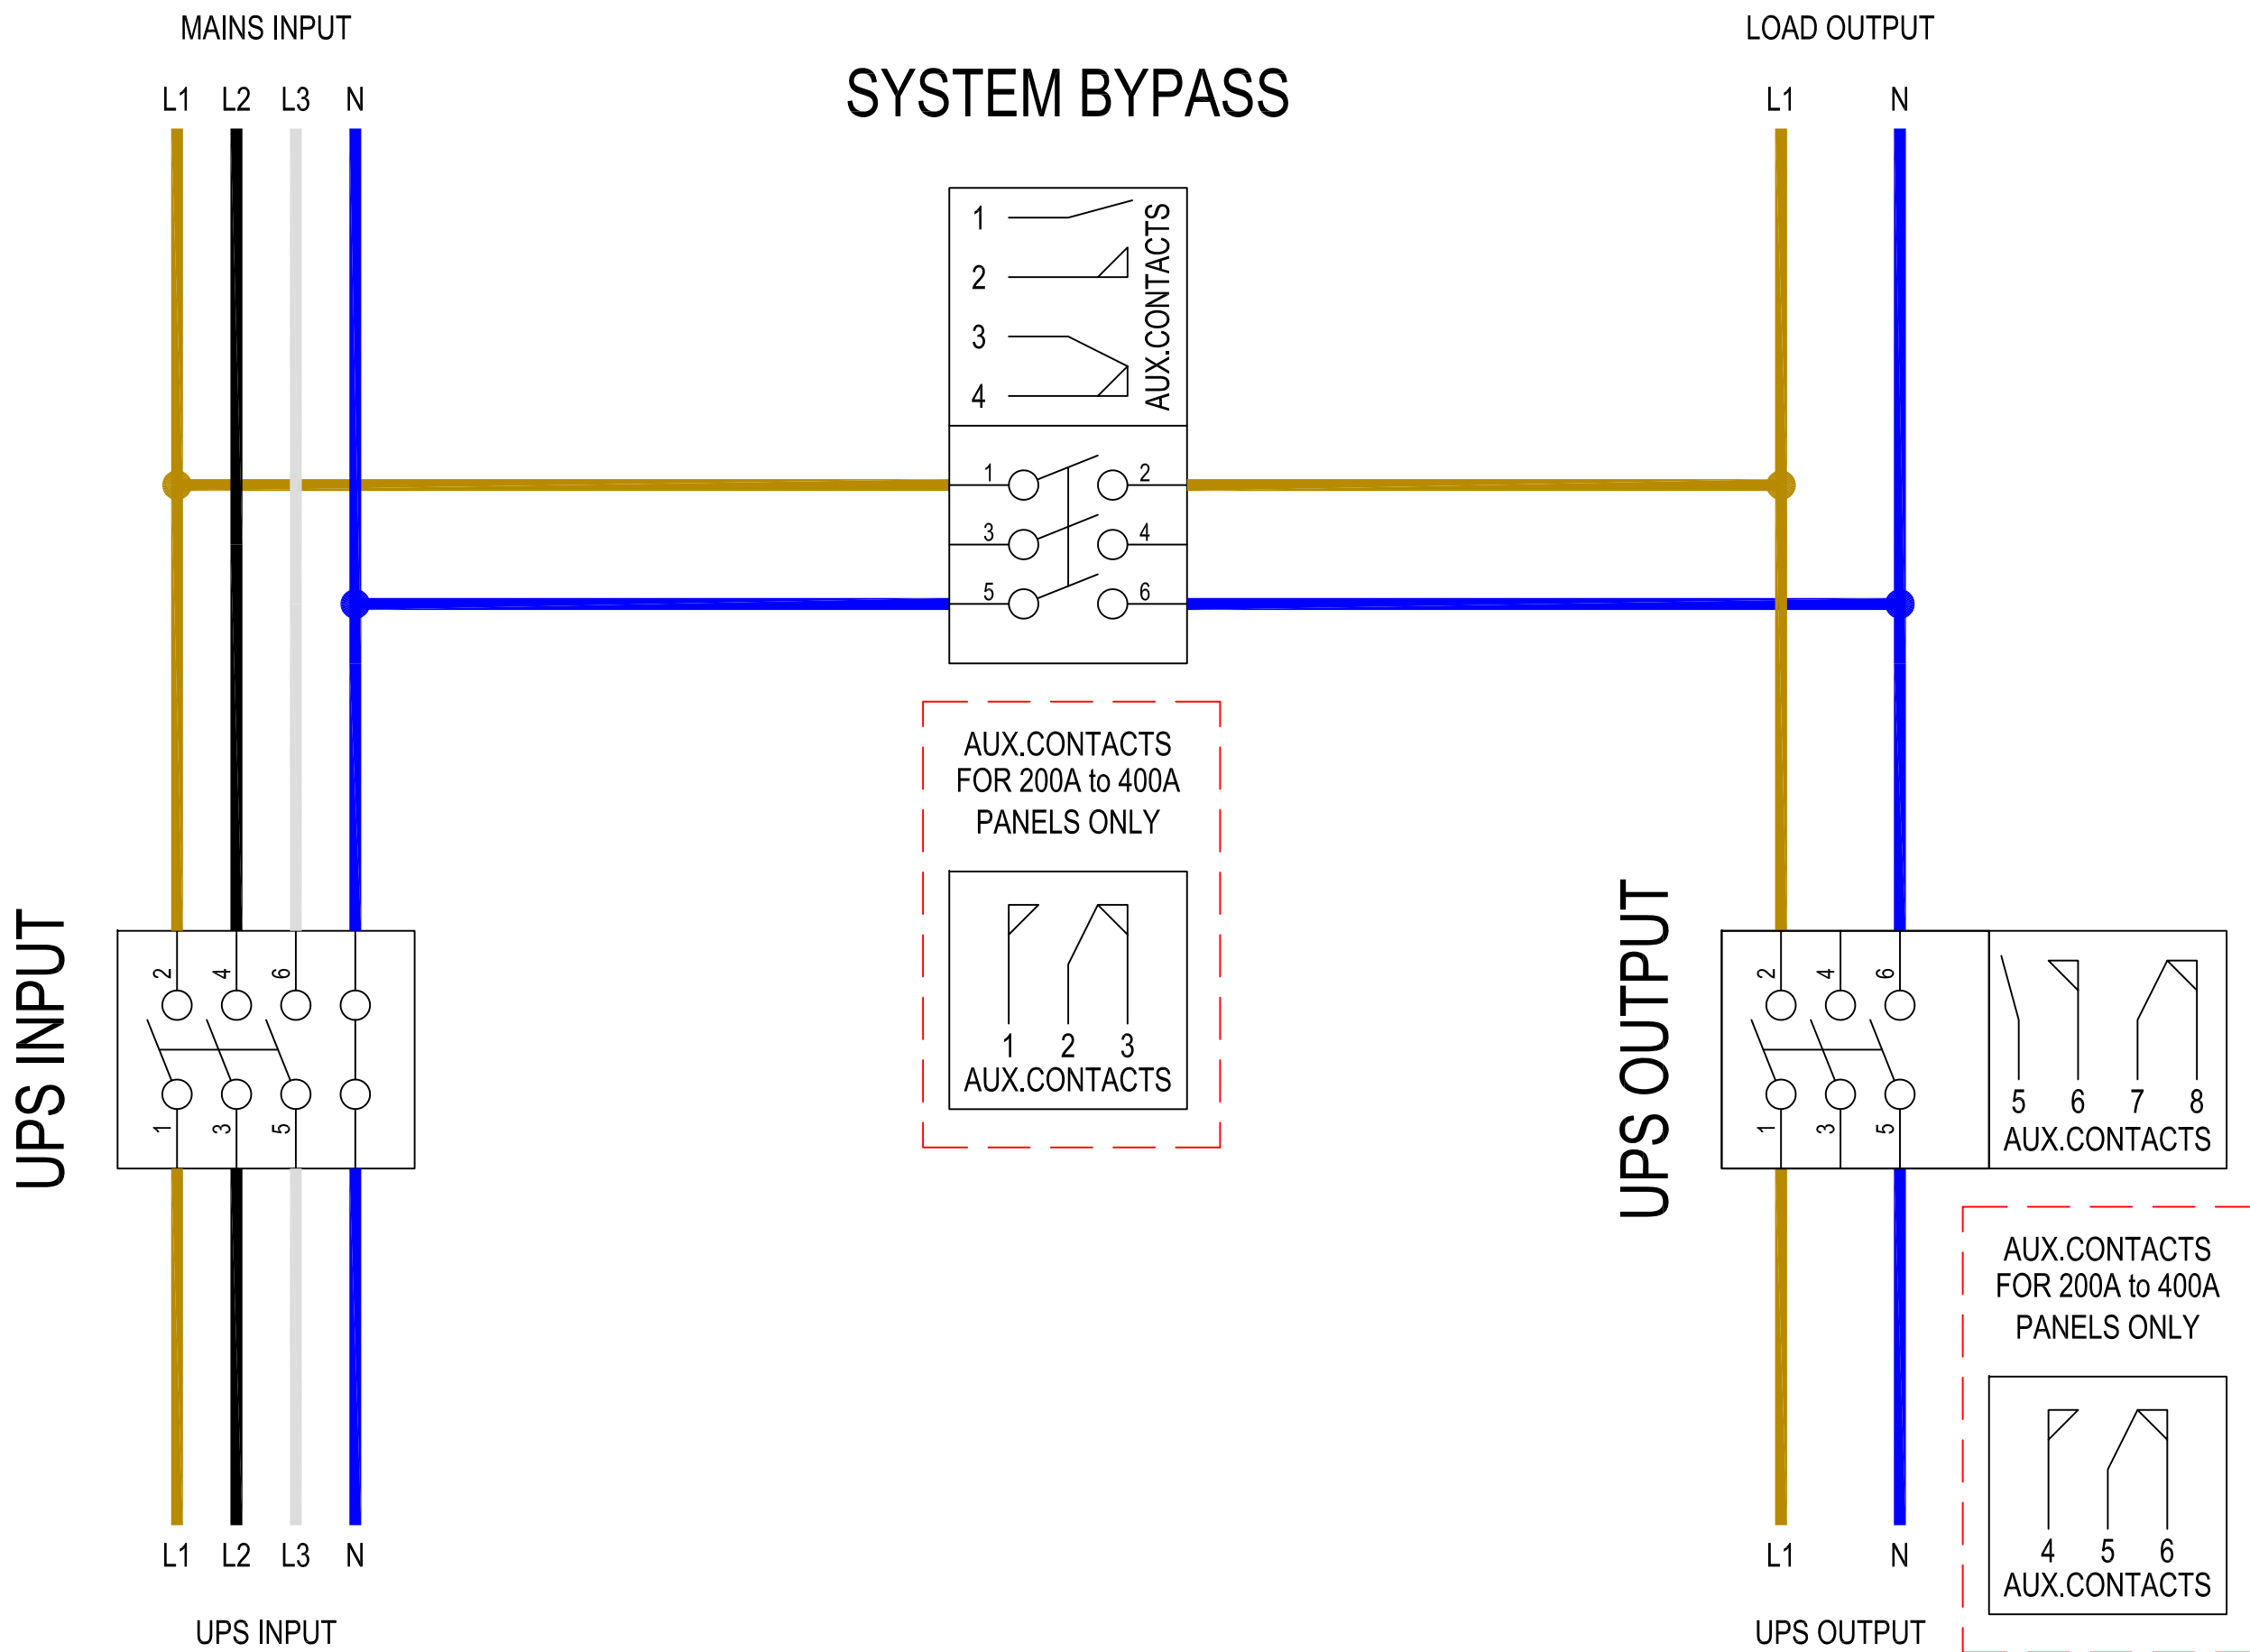 MAINS INPUT
LOAD OUTPUT
SYSTEM BYPASS
L1 L2 L3 N
L1 N
1
2
3
4
AUX.CONTACTS
1 2
3 4
5 6
AUX.CONTACTS
FOR 200A to 400A
PANELS ONLY
1 2 3
AUX.CONTACTS
UPS INPUT
2 4 6
1 3 5
UPS OUTPUT
2 4 6
1 3 5
5 6 7 8
AUX.CONTACTS
AUX.CONTACTS
FOR 200A to 400A
PANELS ONLY
4 5 6
AUX.CONTACTS
L1 L2 L3 N
L1 N
UPS INPUT
UPS OUTPUT